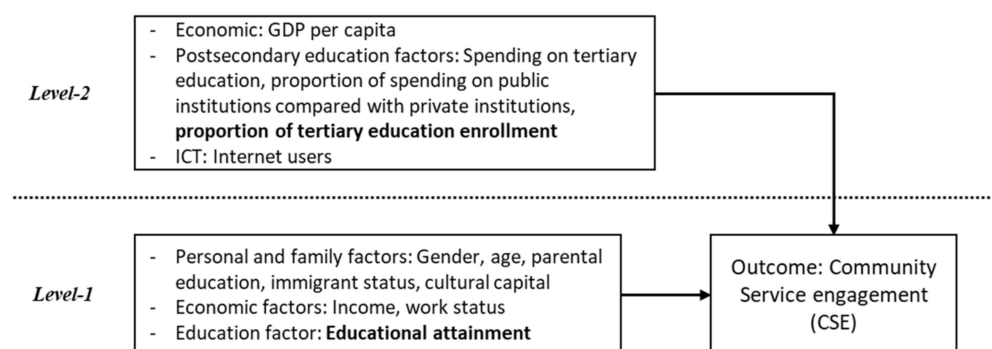 - Economic: GDP per capita
- Postsecondary education factors: Spending on tertiary
education, proportion of spending on public
institutions compared with private institutions,
proportion of tertiary education enrollment
- ICT: Internet users
Level-2
- Personal and family factors: Gender, age, parental
education, immigrant status, cultural capital
- Economic factors: Income, work status
- Education factor: Educational attainment
Level-1
Outcome: Community
Service engagement
(CSE)